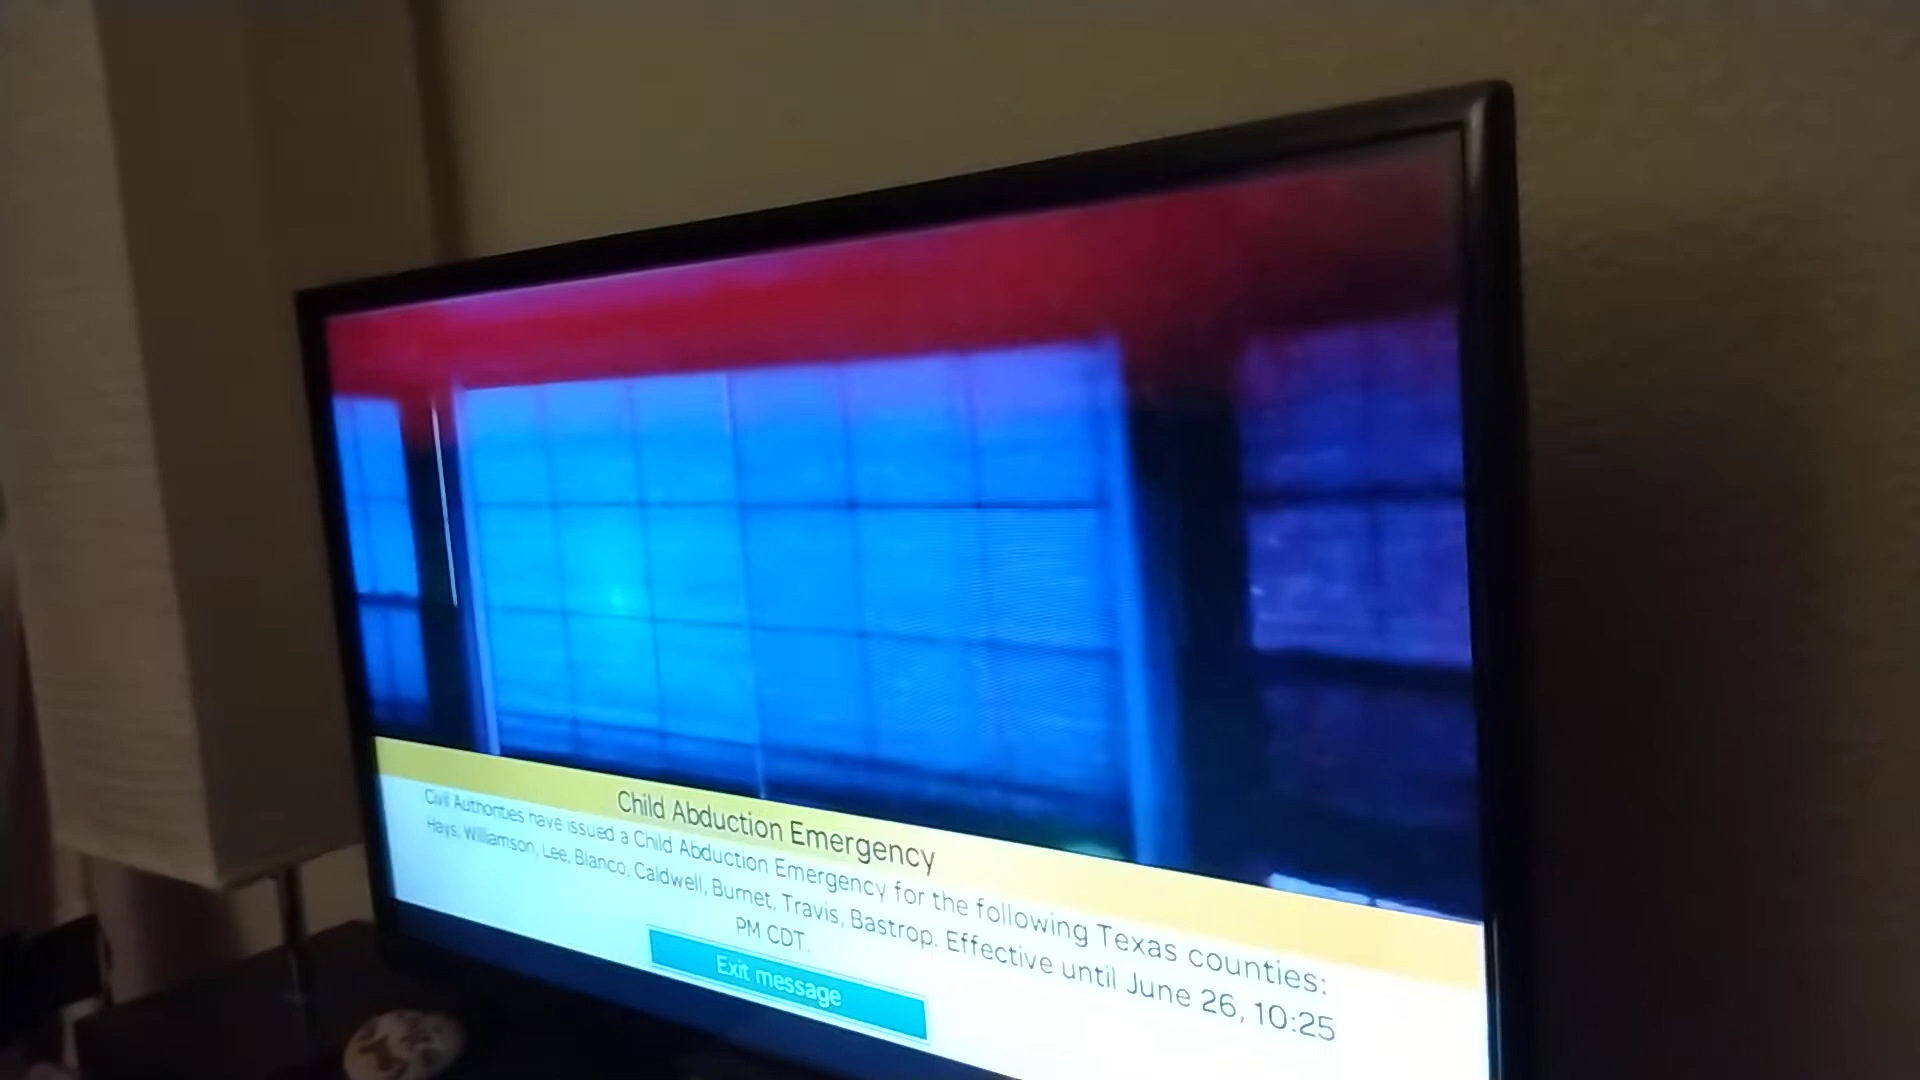 Child Abduction Emergency
Civil Authorities have issued a Child Abduction Emergency for the following Texas counties:
Hays, Williamson, Lee, Blanco, Caldwell, Burnet, Travis, Bastrop. Effective until June 26, 10:25
PM CDT.
Exit message